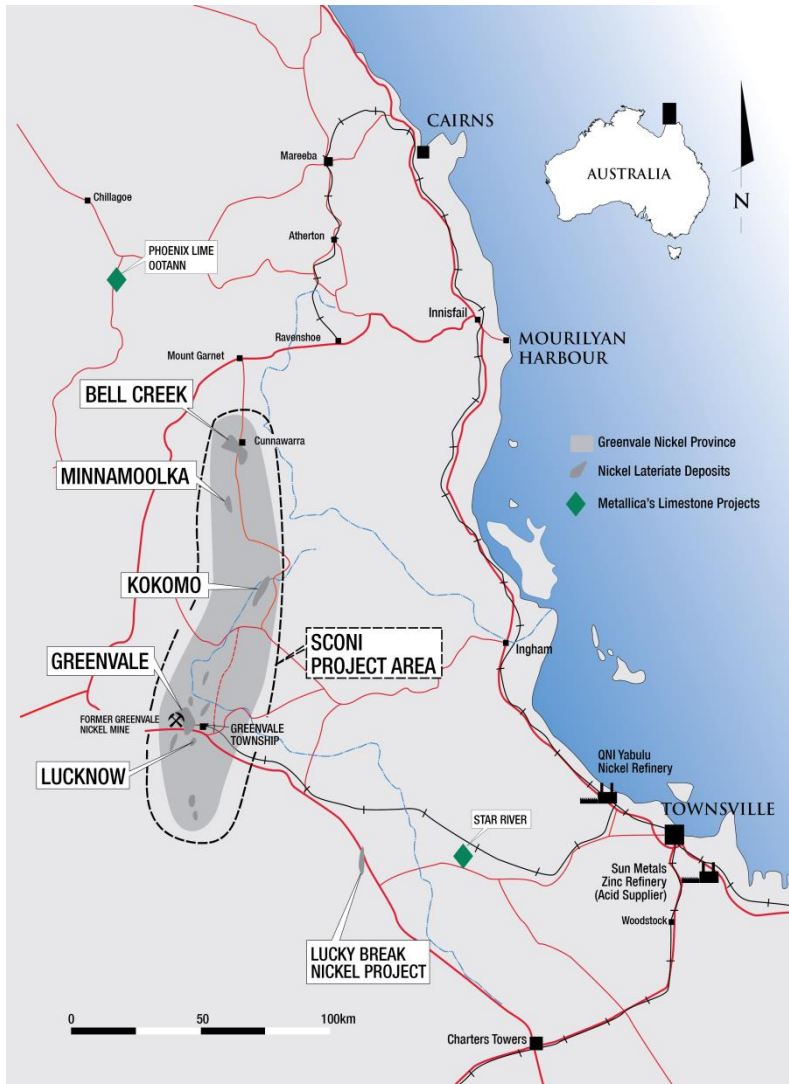 CAIRNS
Mareeba
AUSTRALIA
N
Chillagoe
Atherton
PHOENIX LIME
OOTANN
Innisfail
Ravenshoe
MOURILYAN
HARBOUR
Mount Garnet
BELL CREEK
Cunnawarra
Greenvale Nickel Province
MINNAMOOLKA
Nickel Lateriate Deposits
Metallica's Limestone Projects
KOKOMO
SCONI
PROJECT AREA
Ingham
GREENVALE
FORMER GREENVALE
NICKEL MINE
GREENVALE
TOWNSHIP
LUCKNOW
QNI Yabulu
Nickel Refinery
TOWNSVILLE
STAR RIVER
Sun Metals
Zinc Refinery
(Acid Supplier)
Woodstock
LUCKY BREAK
NICKEL PROJECT
0 50 100km
Charters Towers